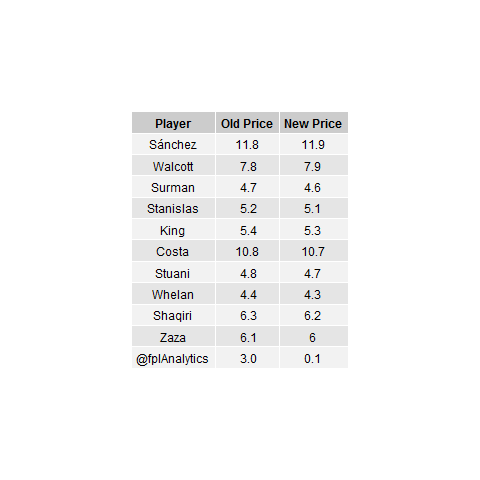 Player Old Price New Price
Sánchez 11.8 11.9
Walcott 7.8 7.9
Surman 4.7 4.6
Stanislas 5.2 5.1
King 5.4 5.3
Costa 10.8 10.7
Stuani 4.8 4.7
Whelan 4.4 4.3
Shaqiri 6.3 6.2
Zaza 6.1 6
@fplAnalytics 3.0 0.1